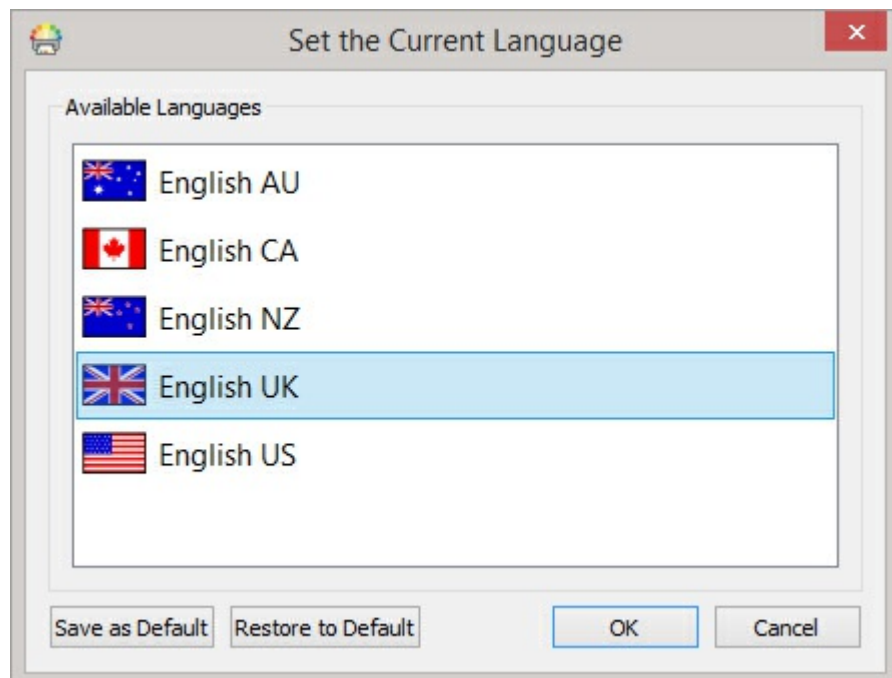 Set the Current Language
Available Languages
English AU
English CA
English NZ
English UK
English US
Save as Default Restore to Default OK Cancel